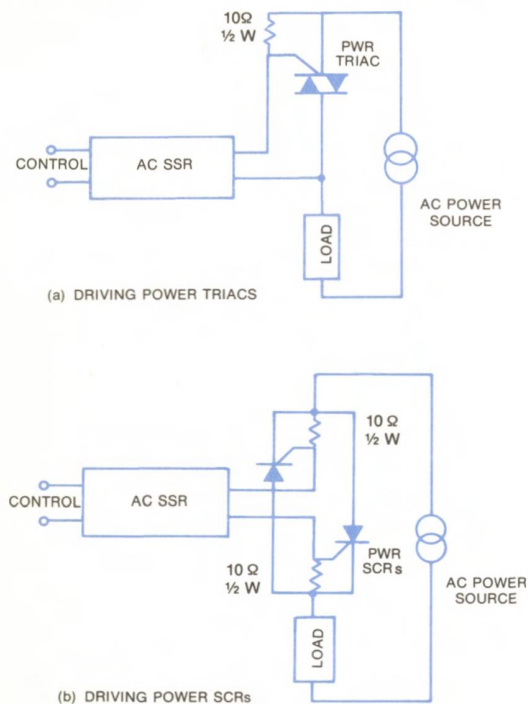 10Ω
½ W
PWR
TRIAC
CONTROL
AC SSR
AC POWER
SOURCE
LOAD
(a) DRIVING POWER TRIACS
10 Ω
½ W
CONTROL
AC SSR
10 Ω
½ W
PWR
SCRs
AC POWER
SOURCE
LOAD
(b) DRIVING POWER SCRs